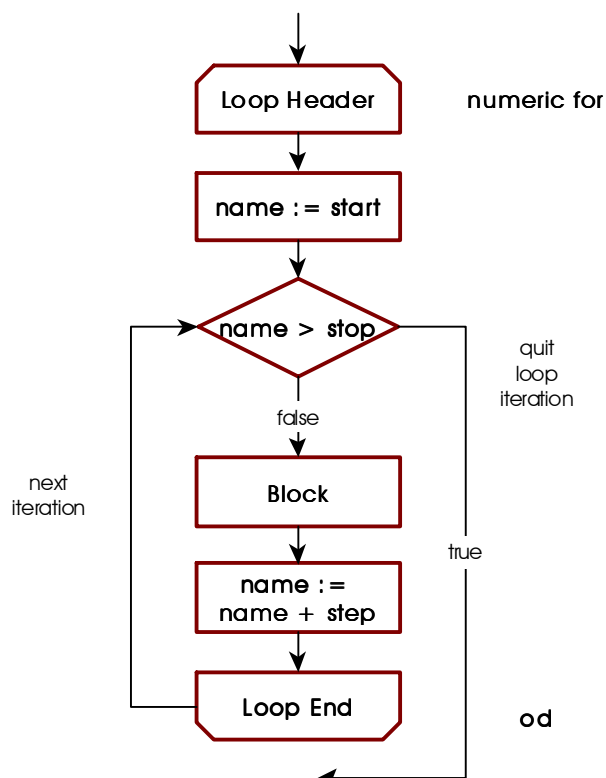 Loop Header
numeric for
name := start
name > stop
quit
loop
iteration
false
next
iteration
Block
true
name :=
name + step
Loop End
od